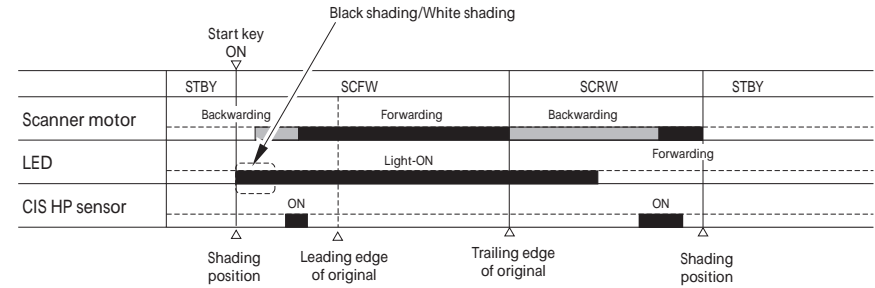 Black shading/White shading
Start key
ON
STBY SCFW SCRW STBY
Scanner motor Backwarding Forwarding Backwarding
LED Light-ON Forwarding
CIS HP sensor ON ON
Shading
position
Leading edge
of original
Trailing edge
of original
Shading
position